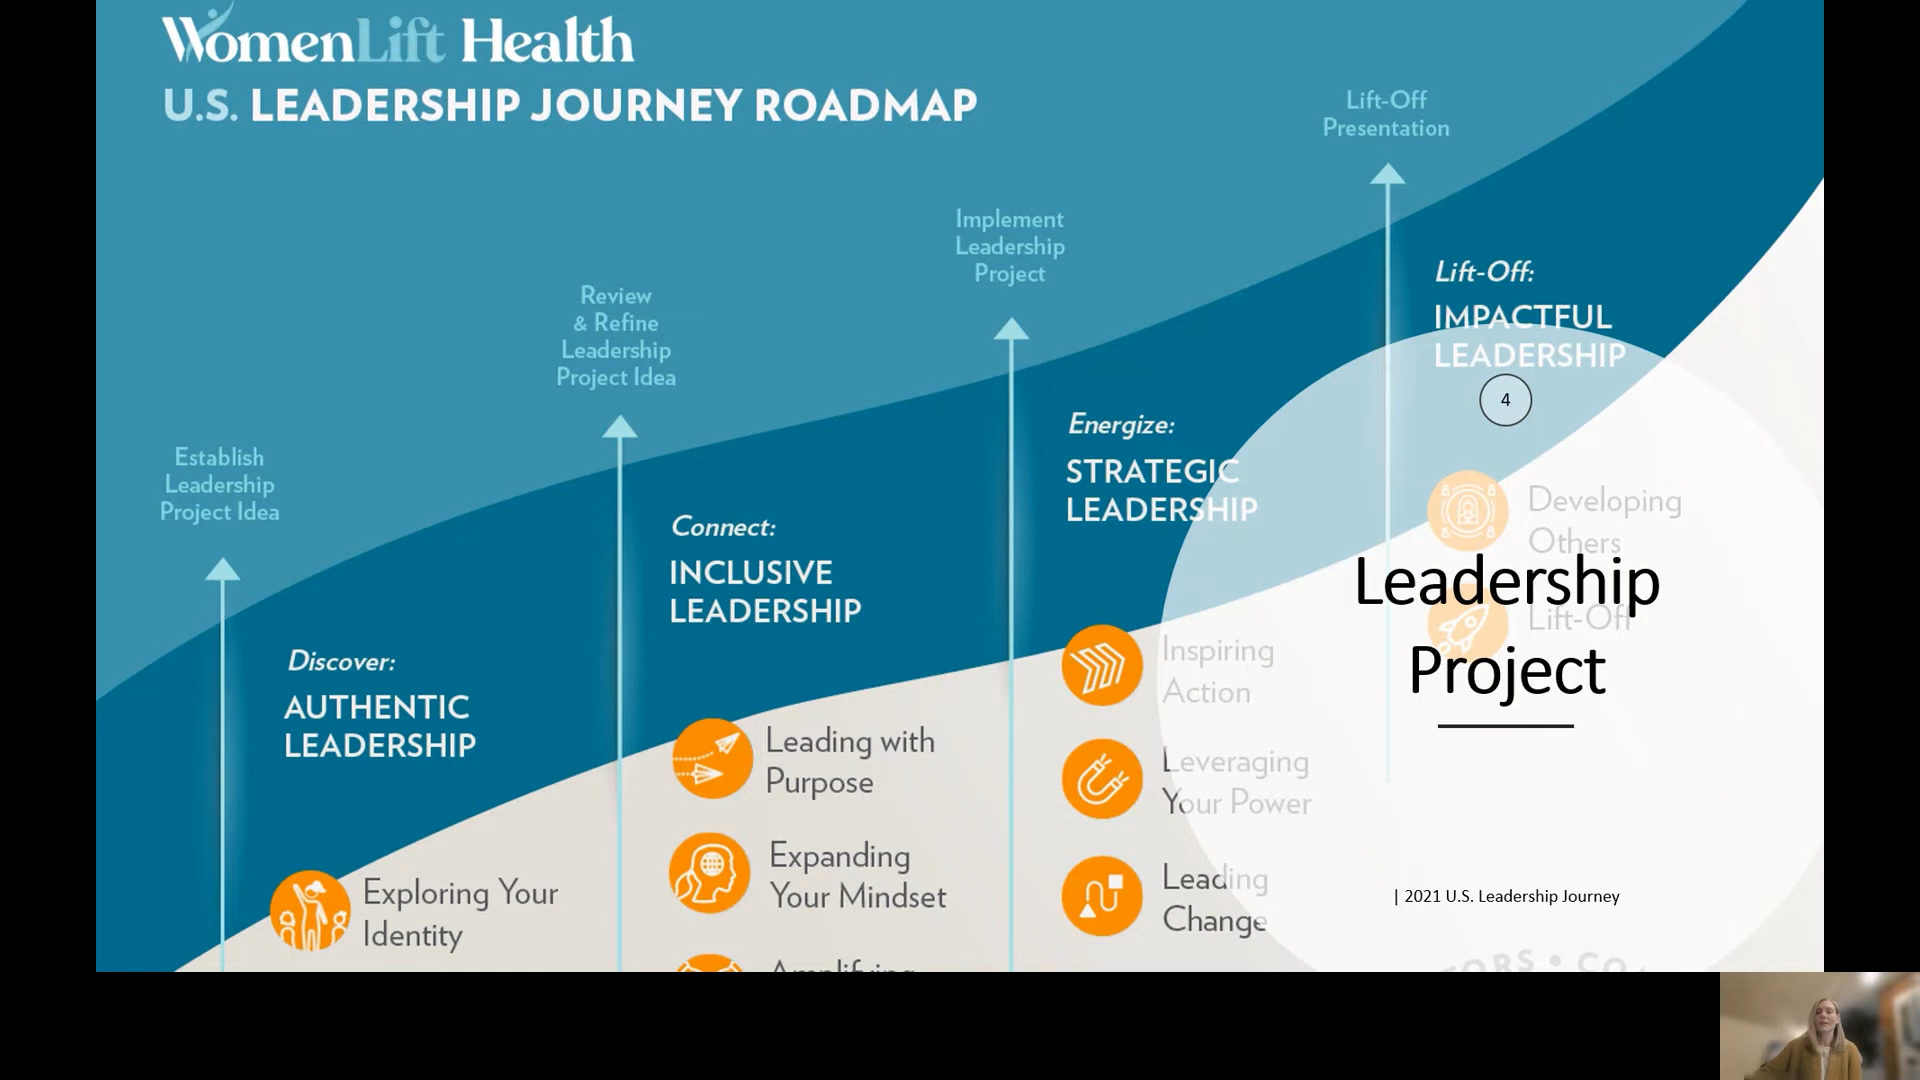 WomenLift Health
U.S. LEADERSHIP JOURNEY ROADMAP
Lift-Off
Presentation
Implement
Leadership
Project
Review
& Refine
Leadership
Project Idea
Establish
Leadership
Project Idea
Discover:
AUTHENTIC
LEADERSHIP
Exploring Your
Identity
Connect:
INCLUSIVE
LEADERSHIP
Leading with
Purpose
Expanding
Your Mindset
Amplifying
Energize:
STRATEGIC
LEADERSHIP
Inspiring
Action
Leveraging
Your Power
Leading
Change
Lift-Off:
IMPACTFUL
LEADERSHIP
4
Developing
Others
Lift-Off
Leadership
Project
| 2021 U.S. Leadership Journey